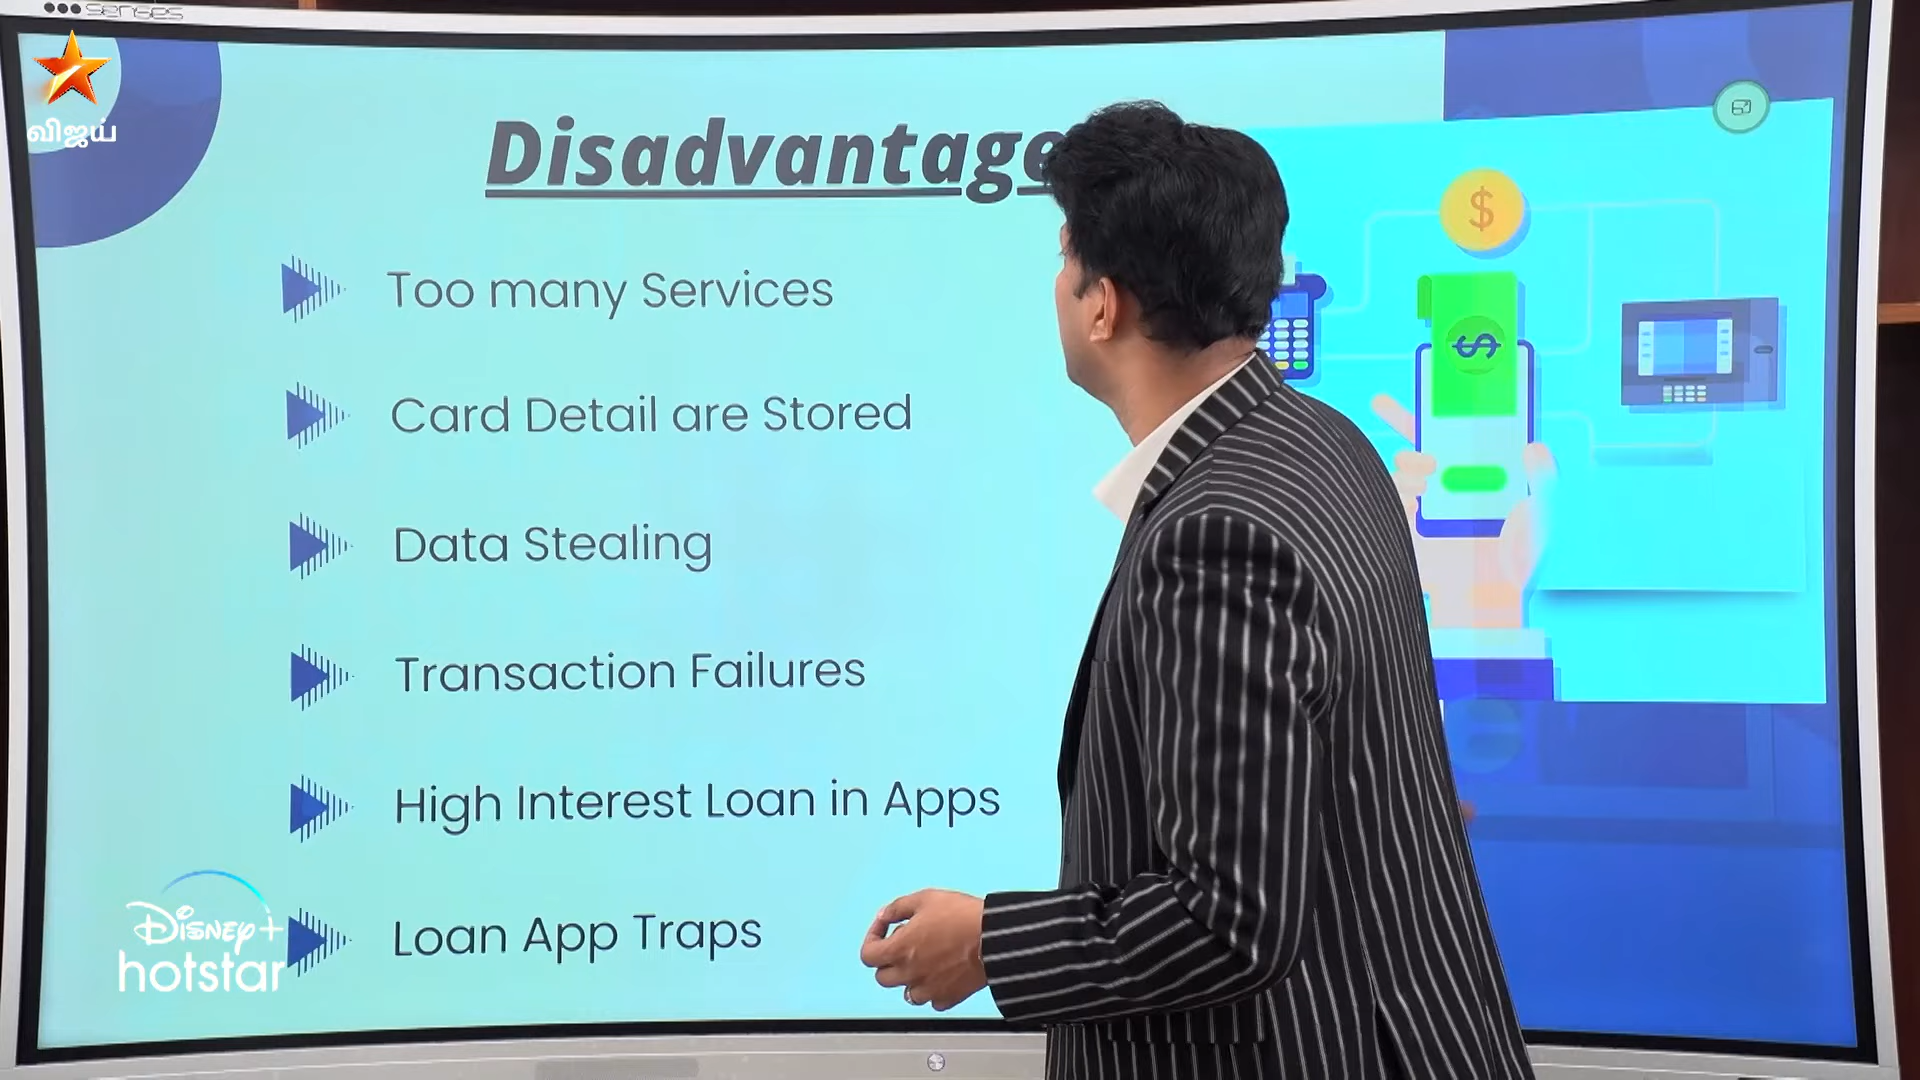 senses
விஜய்
Disadvantage
Too many Services
Card Detail are Stored
Data Stealing
Transaction Failures
High Interest Loan in Apps
Loan App Traps
Disney+
hotstar
$
$